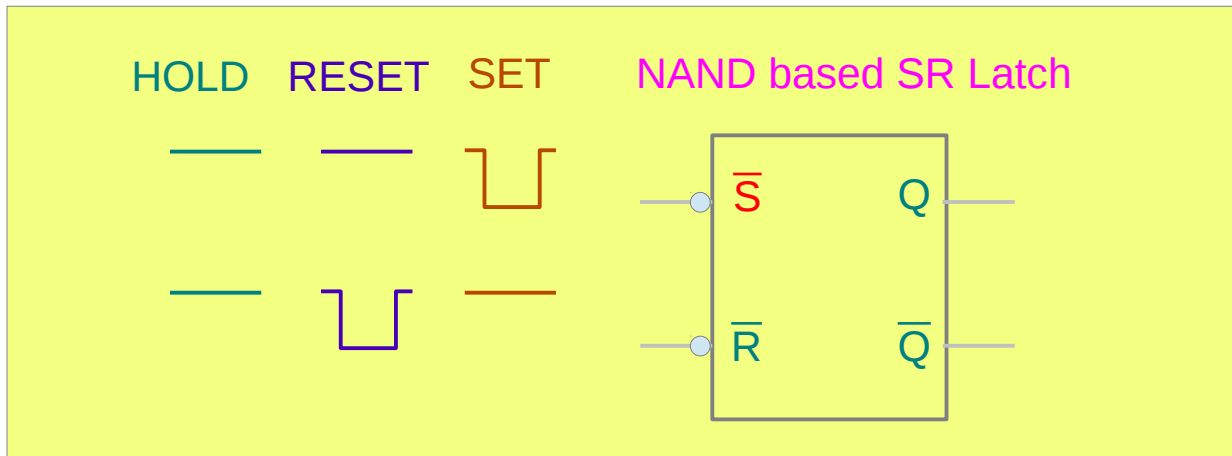 HOLD RESET SET NAND based SR Latch
S̅ Q
R̅ Q̅